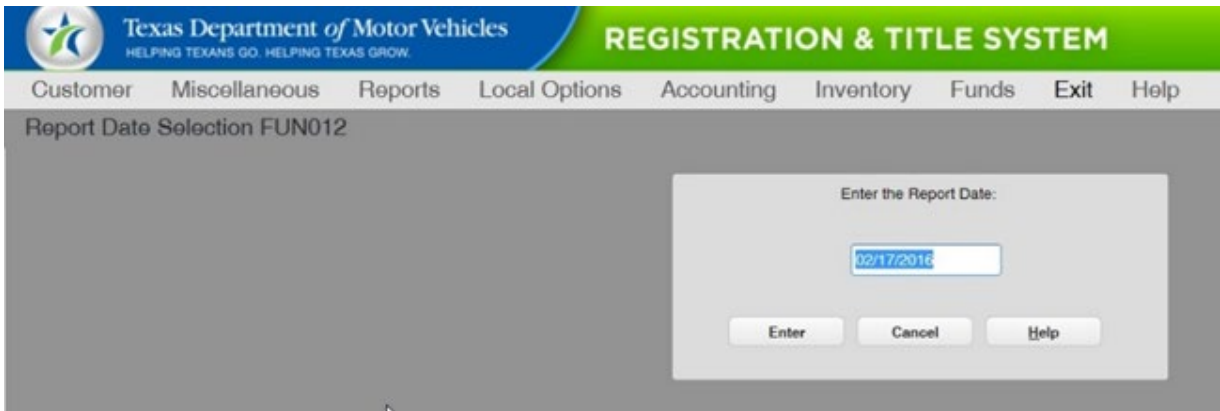 Texas Department of Motor Vehicles
HELPING TEXANS GO. HELPING TEXAS GROW.
REGISTRATION & TITLE SYSTEM
Customer Miscellaneous Reports Local Options Accounting Inventory Funds Exit Help
Report Date Selection FUN012
Enter the Report Date:
02/17/2016
Enter Cancel Help